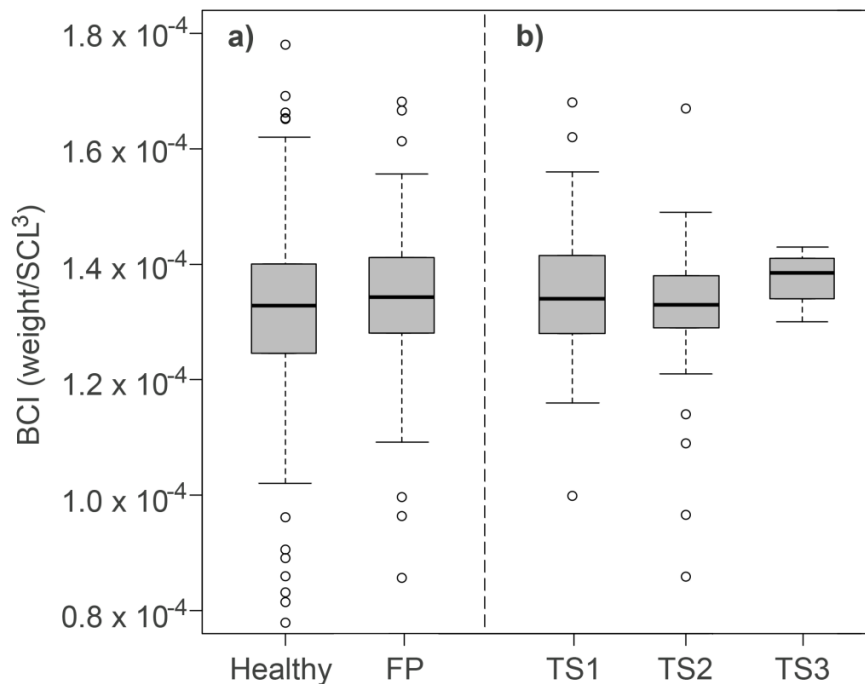 a)
b)
BCI (weight/SCL³)
1.8 x 10⁻⁴
1.6 x 10⁻⁴
1.4 x 10⁻⁴
1.2 x 10⁻⁴
1.0 x 10⁻⁴
0.8 x 10⁻⁴
Healthy FP TS1 TS2 TS3